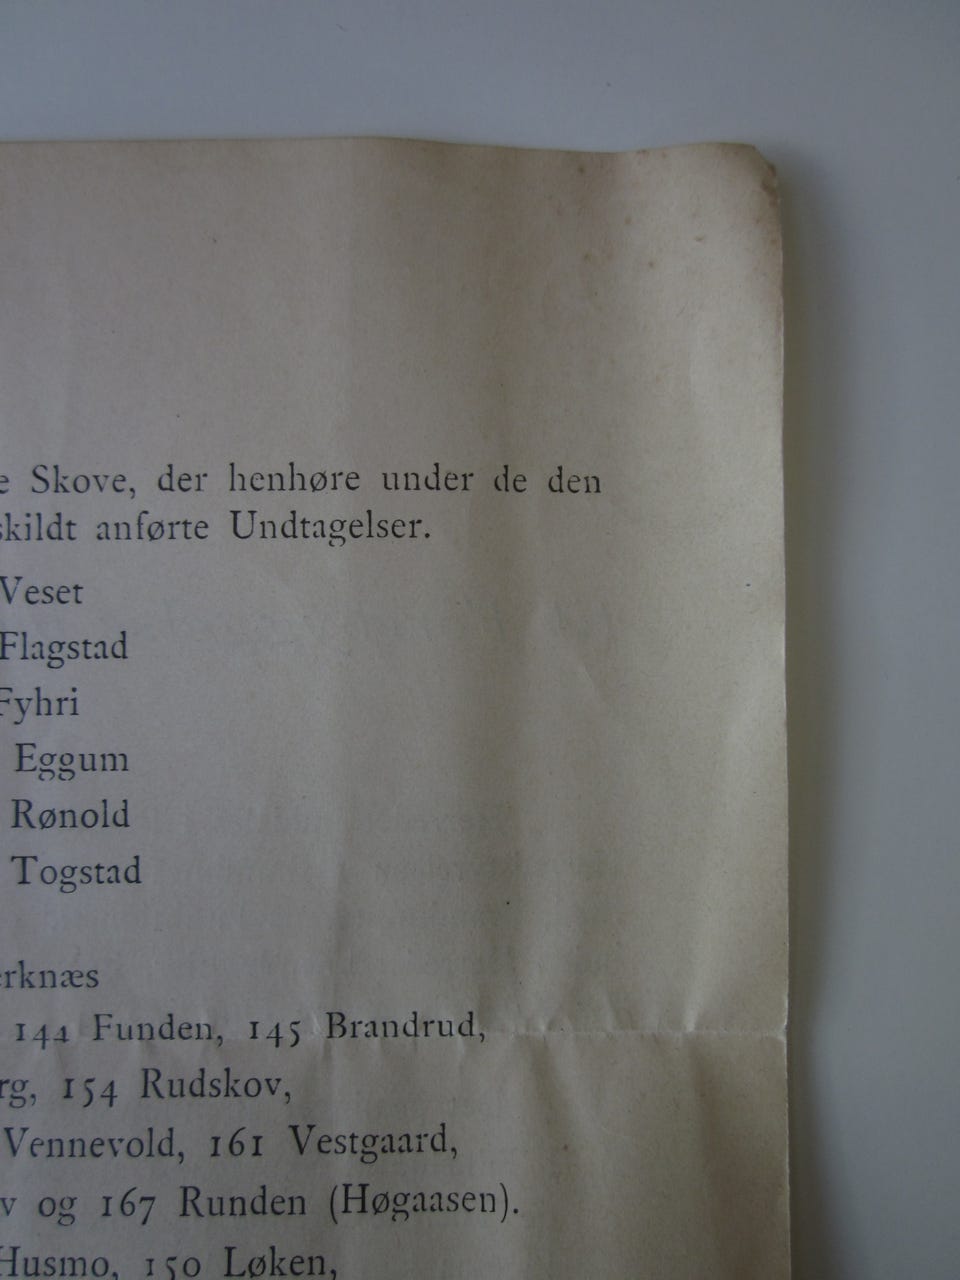 e Skove, der henhøre under de den
skildt anførte Undtagelser.
Veset
Flagstad
Fyhri
Eggum
Rønold
Togstad
erknæs
144 Funden, 145 Brandrud,
rg, 154 Rudskov,
Vennevold, 161 Vestgaard,
v og 167 Runden (Høgaasen).
Husmo, 150 Løken,